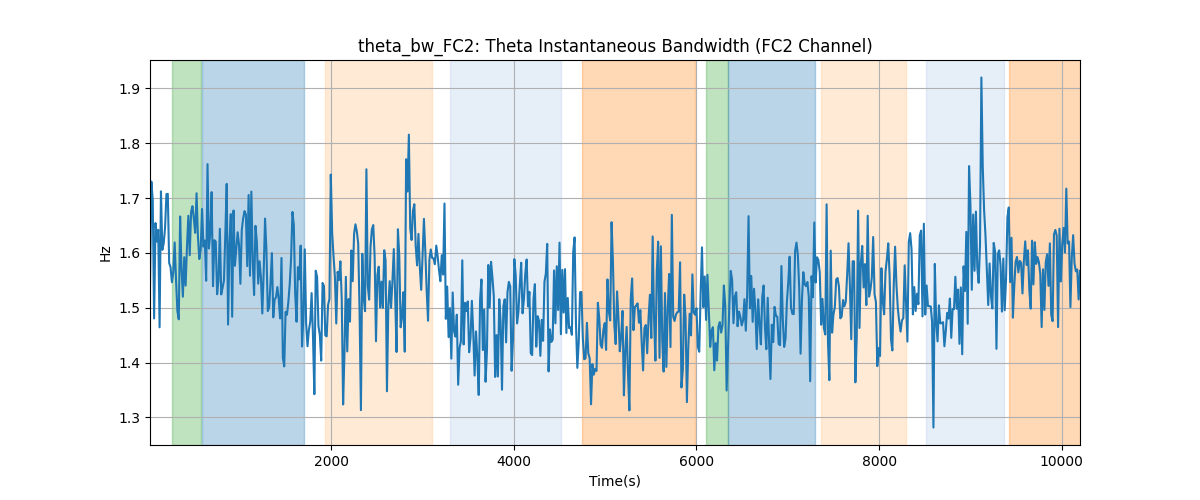 theta_bw_FC2: Theta Instantaneous Bandwidth (FC2 Channel)
1.9
1.8
1.7
1.6
1.5
1.4
1.3
Hz
2000 4000 6000 8000 10000
Time(s)